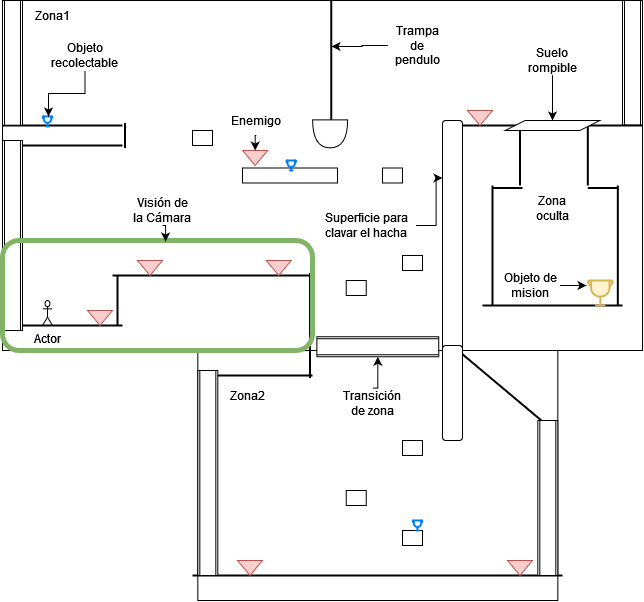 Zona1
Trampa
de
pendulo
Objeto
recolectable
Suelo
rompible
Enemigo
Visión de
la Cámara
Superficie para
clavar el hacha
Zona
oculta
Objeto de
mision
Actor
Transición
de zona
Zona2